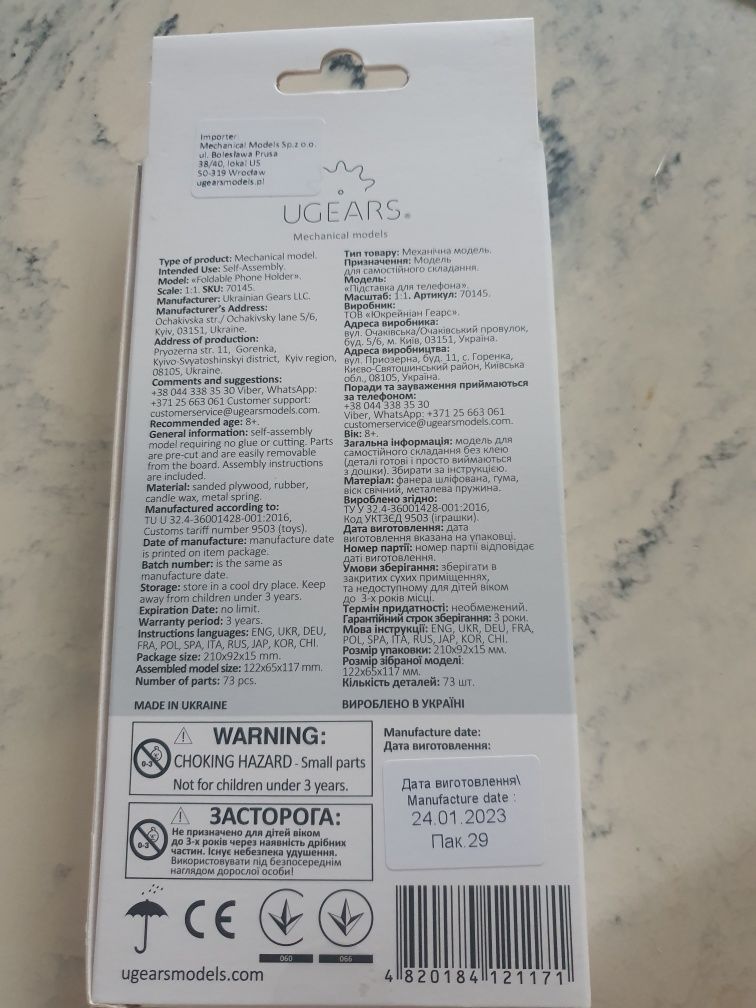 Importer:
Mechanical Models Sp.z o.o.
ul. Bolesława Prusa
38/40, lokal U5
50-319 Wrocław
ugearsmodels.pl
UGEARS®
Mechanical models
Type of product: Mechanical model.
Intended Use: Self-Assembly.
Model: «Foldable Phone Holder».
Scale: 1:1. SKU: 70145.
Manufacturer: Ukrainian Gears LLC.
Manufacturer's Address:
Ochakivska str./ Ochakivsky lane 5/6,
Kyiv, 03151, Ukraine.
Address of production:
Pryozerna str. 11, Gorenka,
Kyivo-Svyatoshinskyi district, Kyiv region,
08105, Ukraine.
Comments and suggestions:
+38 044 338 35 30 Viber, WhatsApp:
+371 25 663 061 Customer support:
customerservice@ugearsmodels.com.
Recommended age: 8+.
General information: self-assembly
model requiring no glue or cutting. Parts
are pre-cut and are easily removable
from the board. Assembly instructions
are included.
Material: sanded plywood, rubber,
candle wax, metal spring.
Manufactured according to:
TU U 32.4-36001428-001:2016,
Customs tariff number 9503 (toys).
Date of manufacture: manufacture date
is printed on item package.
Batch number: is the same as
manufacture date.
Storage: store in a cool dry place. Keep
away from children under 3 years.
Expiration Date: no limit.
Warranty period: 3 years.
Instructions languages: ENG, UKR, DEU,
FRA, POL, SPA, ITA, RUS, JAP, KOR, CHI.
Package size: 210x92x15 mm.
Assembled model size: 122x65x117 mm.
Number of parts: 73 pcs.
MADE IN UKRAINE
Тип товару: Механічна модель.
Призначення: Модель
для самостійного складання.
Модель:
«Підставка для телефона».
Масштаб: 1:1. Артикул: 70145.
Виробник:
ТОВ «Юкрейніан Геарс».
Адреса виробника:
вул. Очаківська/Очаківський провулок,
буд. 5/6, м. Київ, 03151, Україна.
Адреса виробництва:
вул. Приозерна, буд. 11, с. Горенка,
Києво-Святошинський район, Київська
обл., 08105, Україна.
Поради та зауваження приймаються
за телефоном:
+38 044 338 35 30
Viber, WhatsApp: +371 25 663 061
customerservice@ugearsmodels.com.
Вік: 8+.
Загальна інформація: модель для
самостійного складання без клею
(деталі готові і просто виймаються
з дошки). Збирати за інструкцією.
Матеріал: фанера шліфована, гума,
віск свічний, металева пружина.
Вироблено згідно:
ТУ У 32.4-36001428-001:2016,
Код УКТЗЕД 9503 (іграшки).
Дата виготовлення: дата
виготовлення вказана на упаковці.
Номер партії: номер партії відповідає
даті виготовлення.
Умови зберігання: зберігати в
закритих сухих приміщеннях,
та недоступному для дітей віком
до 3-х років місці.
Термін придатності: необмежений.
Гарантійний строк зберігання: 3 роки.
Мова інструкції: ENG, UKR, DEU, FRA,
POL, SPA, ITA, RUS, JAP, KOR, CHI.
Розмір упаковки: 210x92x15 мм.
Розмір зібраної моделі:
122x65x117 мм.
Кількість деталей: 73 шт.
ВИРОБЛЕНО В УКРАЇНІ
WARNING:
0-3
CHOKING HAZARD - Small parts
Not for children under 3 years.
ЗАСТОРОГА:
0-3
Не призначено для дітей віком
до 3-х років через наявність дрібних
частин. Існує небезпека удушення.
Використовувати під безпосереднім
наглядом дорослої особи!
Manufacture date:
Дата виготовлення:
Дата виготовлення\
Manufacture date :
24.01.2023
Пак.29
CE
060
066
ugearsmodels.com
4 820184 121171